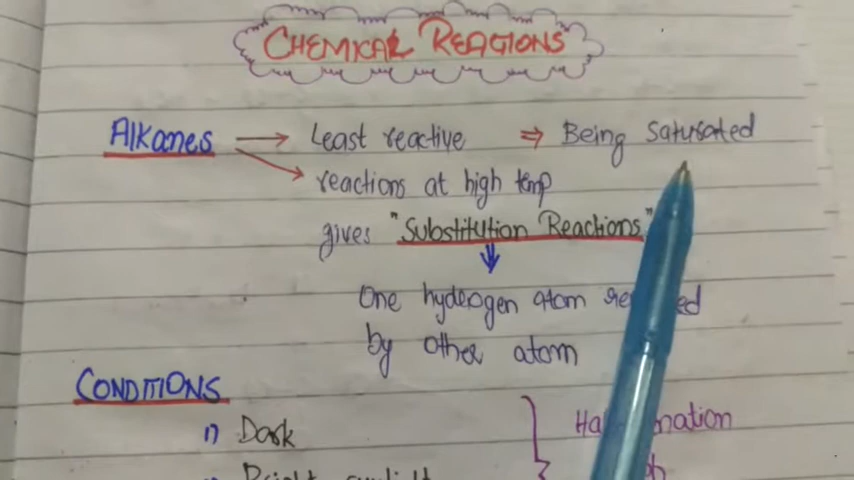 CHEMICAL REACTIONS
Alkanes → Least reactive ⇒ Being Saturated
→ reactions at high temp
gives "Substitution Reactions"
One hydrogen atom
by other atom
CONDITIONS
1) Dark